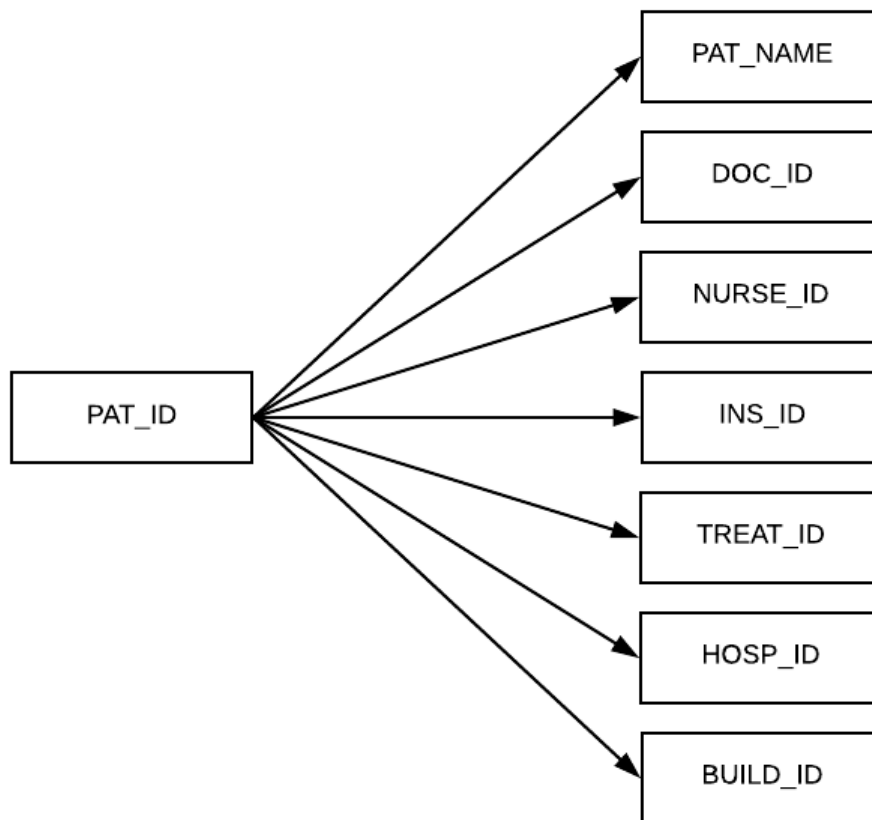 PAT_NAME
DOC_ID
NURSE_ID
PAT_ID
INS_ID
TREAT_ID
HOSP_ID
BUILD_ID